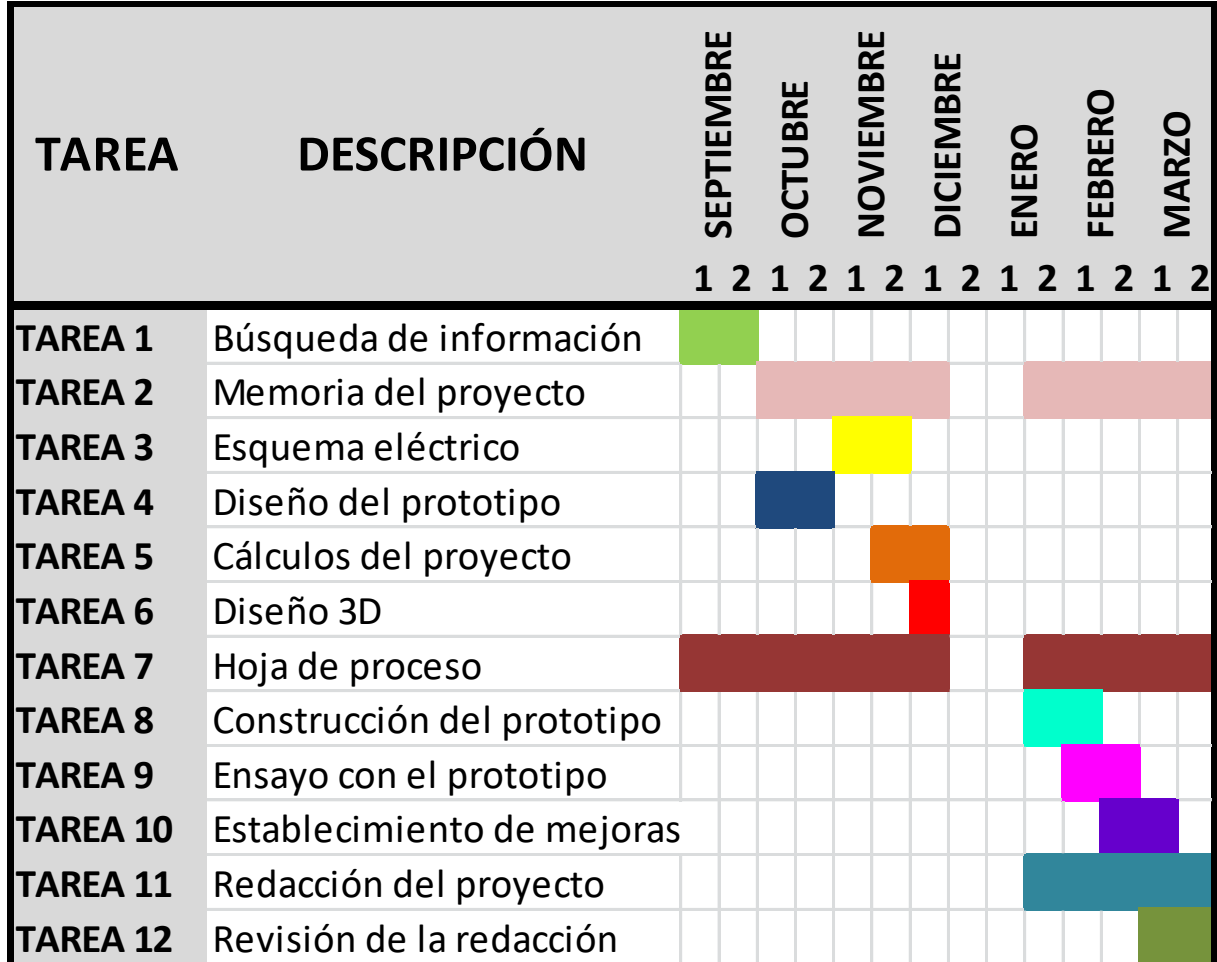 TAREA DESCRIPCIÓN SEPTIEMBRE OCTUBRE NOVIEMBRE DICIEMBRE ENERO FEBRERO MARZO
1 2 1 2 1 2 1 2 1 2 1 2 1 2
TAREA 1 Búsqueda de información
TAREA 2 Memoria del proyecto
TAREA 3 Esquema eléctrico
TAREA 4 Diseño del prototipo
TAREA 5 Cálculos del proyecto
TAREA 6 Diseño 3D
TAREA 7 Hoja de proceso
TAREA 8 Construcción del prototipo
TAREA 9 Ensayo con el prototipo
TAREA 10 Establecimiento de mejoras
TAREA 11 Redacción del proyecto
TAREA 12 Revisión de la redacción